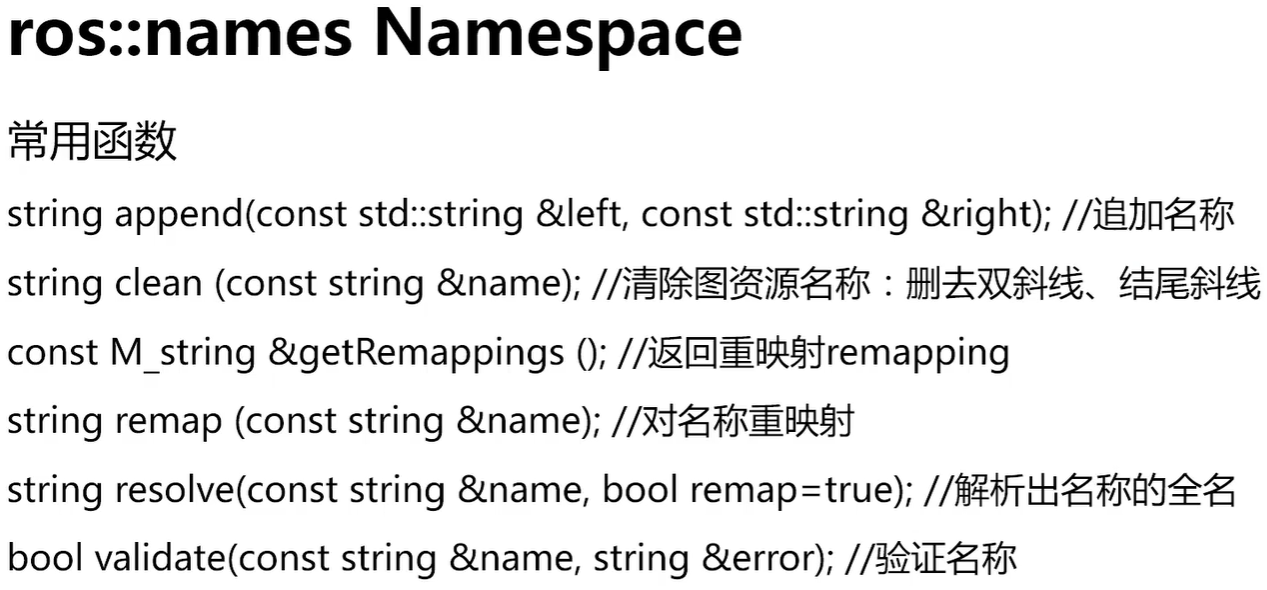 ros::names Namespace
常用函数
string append(const std::string &left, const std::string &right); //追加名称
string clean (const string &name); //清除图资源名称：删去双斜线、结尾斜线
const M_string &getRemappings (); //返回重映射remapping
string remap (const string &name); //对名称重映射
string resolve(const string &name, bool remap=true); //解析出名称的全名
bool validate(const string &name, string &error); //验证名称